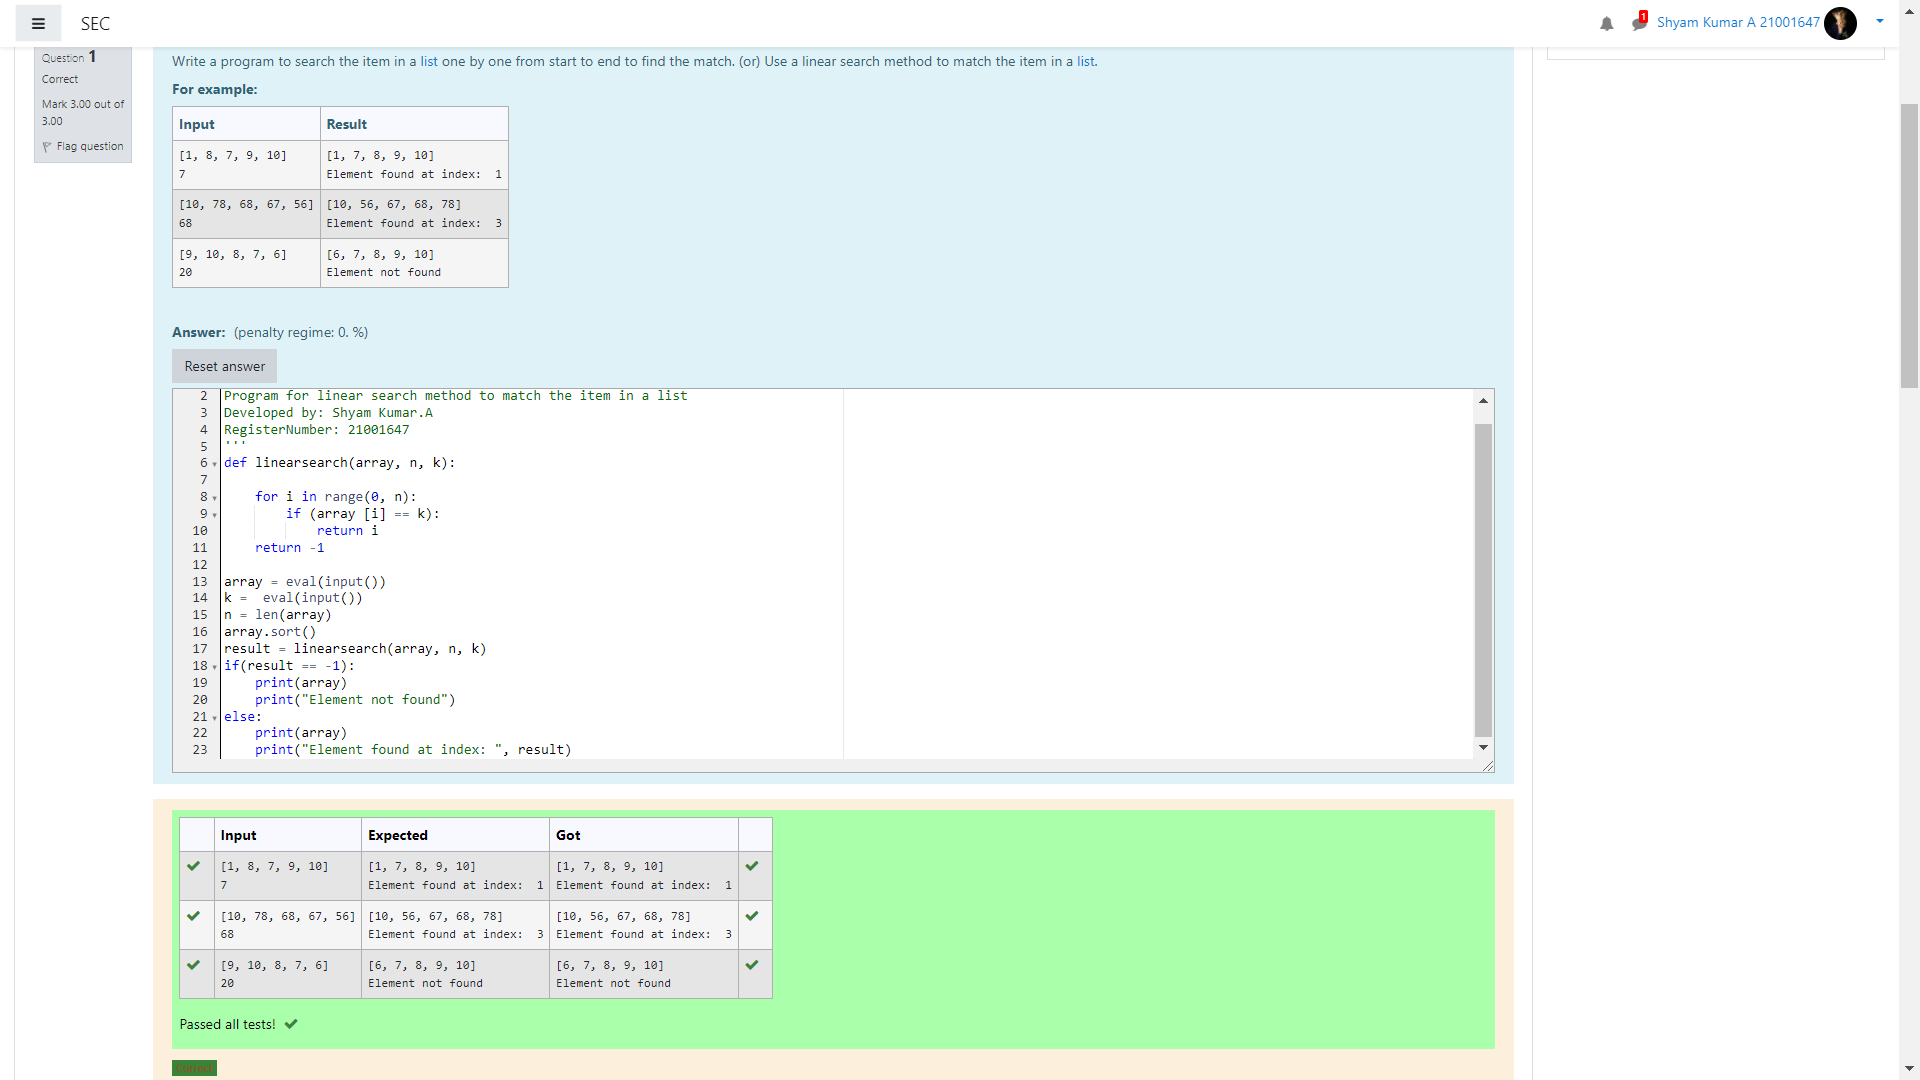 SEC
1
Shyam Kumar A 21001647
Question 1
Correct
Mark 3.00 out of
3.00
Flag question
Write a program to search the item in a list one by one from start to end to find the match. (or) Use a linear search method to match the item in a list.
For example:
Input Result
[1, 8, 7, 9, 10] [1, 7, 8, 9, 10]
7 Element found at index:  1
[10, 78, 68, 67, 56] [10, 56, 67, 68, 78]
68 Element found at index:  3
[9, 10, 8, 7, 6] [6, 7, 8, 9, 10]
20 Element not found
Answer: (penalty regime: 0. %)
Reset answer
2 Program for linear search method to match the item in a list
3 Developed by: Shyam Kumar.A
4 RegisterNumber: 21001647
5 '''
6 def linearsearch(array, n, k):
7
8     for i in range(0, n):
9         if (array [i] == k):
10             return i
11     return -1
12
13 array = eval(input())
14 k =  eval(input())
15 n = len(array)
16 array.sort()
17 result = linearsearch(array, n, k)
18 if(result == -1):
19     print(array)
20     print("Element not found")
21 else:
22     print(array)
23     print("Element found at index: ", result)
Input Expected Got
[1, 8, 7, 9, 10] [1, 7, 8, 9, 10] [1, 7, 8, 9, 10]
7 Element found at index:  1 Element found at index:  1
[10, 78, 68, 67, 56] [10, 56, 67, 68, 78] [10, 56, 67, 68, 78]
68 Element found at index:  3 Element found at index:  3
[9, 10, 8, 7, 6] [6, 7, 8, 9, 10] [6, 7, 8, 9, 10]
20 Element not found Element not found
Passed all tests!
Correct